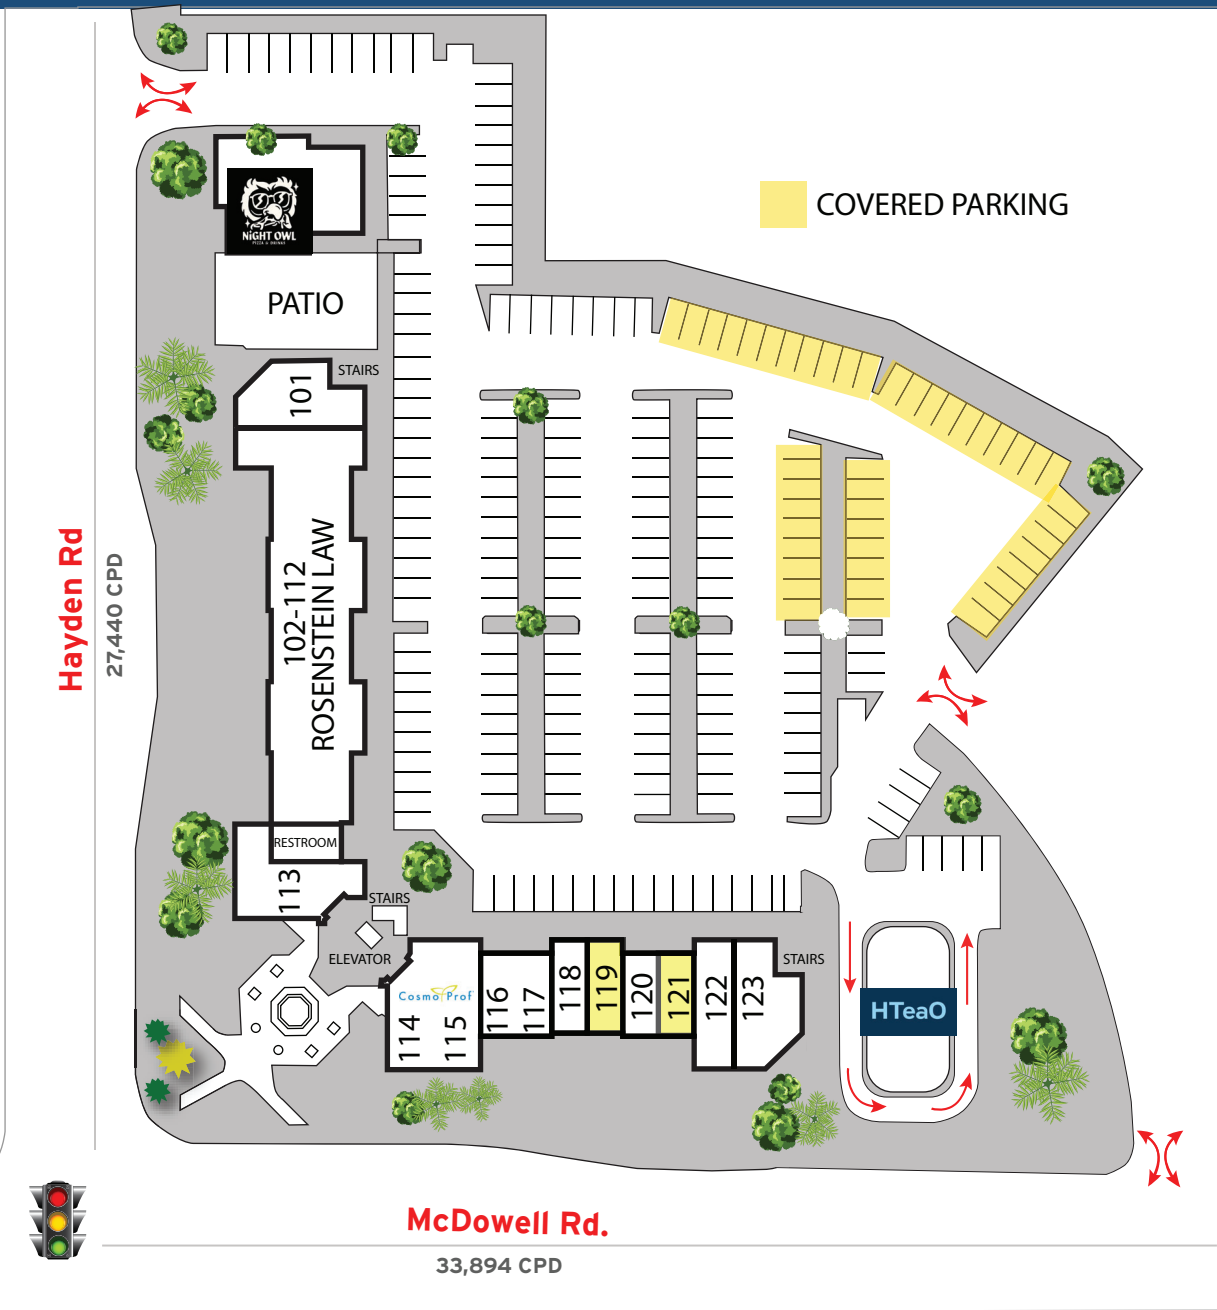 NiGHT OWL
PIZZA & DRINKS
COVERED PARKING
PATIO
STAIRS
101
Hayden Rd
27,440 CPD
102-112
ROSENSTEIN LAW
RESTROOM
113
STAIRS
ELEVATOR
CosmoProf
114
115
116
117
118
119
120
121
122
123
STAIRS
HTeaO
McDowell Rd.
33,894 CPD